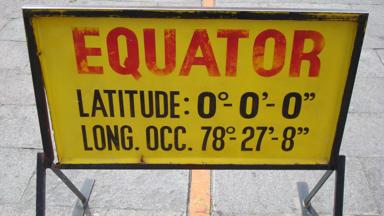 EQUATOR
LATITUDE: 0°-0'-0"
LONG. OCC. 78°-27'-8"